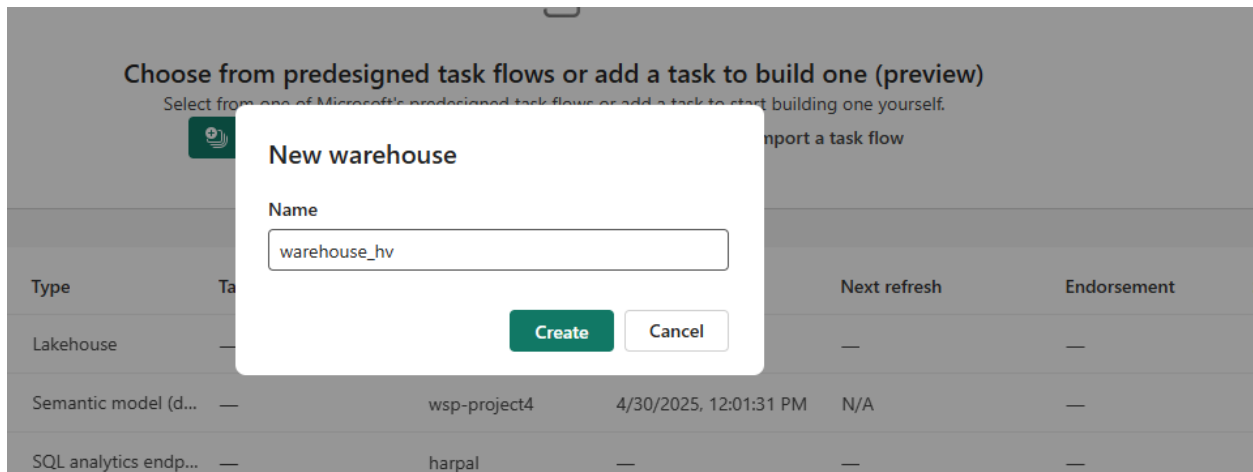 Choose from predesigned task flows or add a task to build one (preview)
Select from one of Microsoft's predesigned task flows or add a task to start building one yourself.
mport a task flow
New warehouse
Name
warehouse_hv
Create Cancel
Type Ta Next refresh Endorsement
Lakehouse — — —
Semantic model (d... — wsp-project4 4/30/2025, 12:01:31 PM N/A —
SQL analytics endp... — harpal — — —